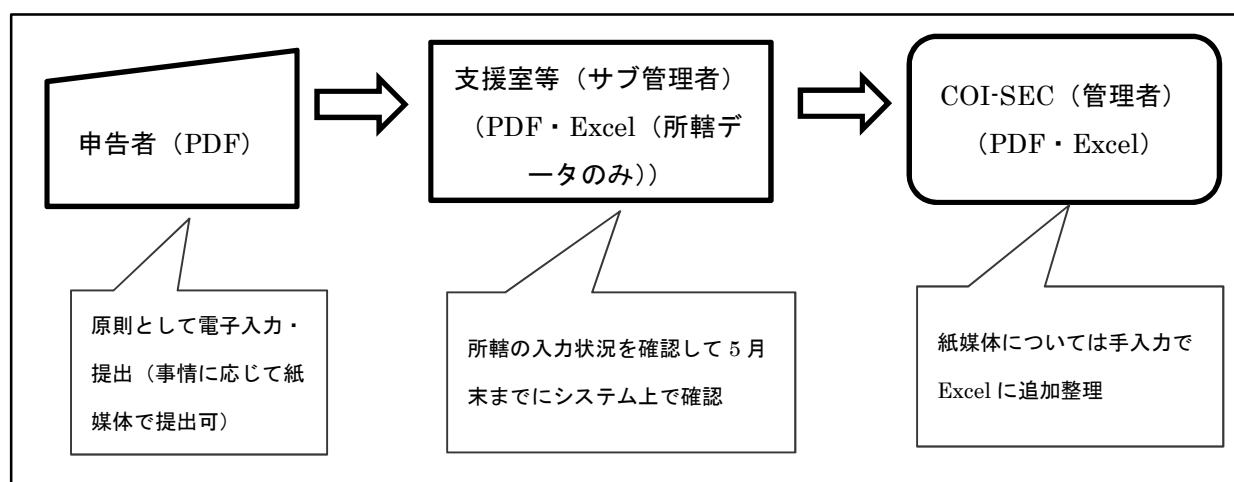 申告者（PDF）
支援室等（サブ管理者）
（PDF・Excel（所轄デ
ータのみ））
COI-SEC（管理者）
（PDF・Excel）
原則として電子入力・
提出（事情に応じて紙
媒体で提出可）
所轄の入力状況を確認して 5 月
末までにシステム上で確認
紙媒体については手入力で
Excel に追加整理